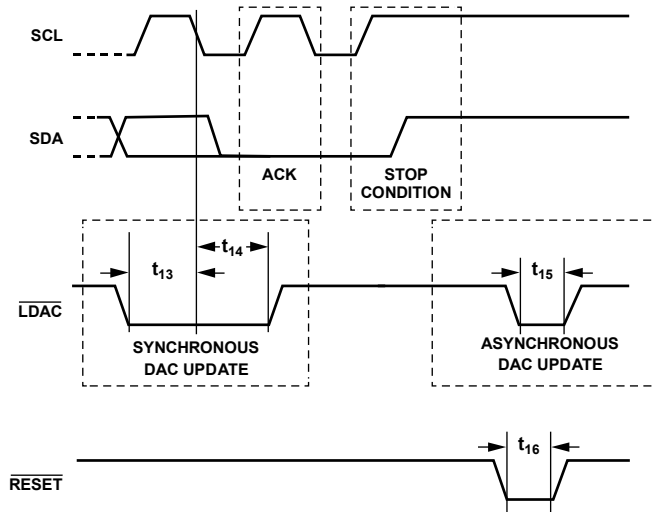 SCL
SDA
ACK
STOP
CONDITION
t14
t13
t15
LDAC
SYNCHRONOUS
DAC UPDATE
ASYNCHRONOUS
DAC UPDATE
t16
RESET